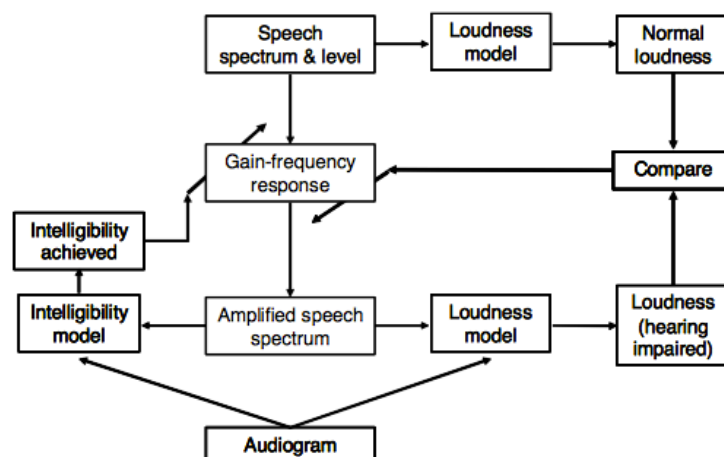 Speech
spectrum & level
Loudness
model
Normal
loudness
Gain-frequency
response
Compare
Intelligibility
achieved
Intelligibility
model
Amplified speech
spectrum
Loudness
model
Loudness
(hearing
impaired)
Audiogram